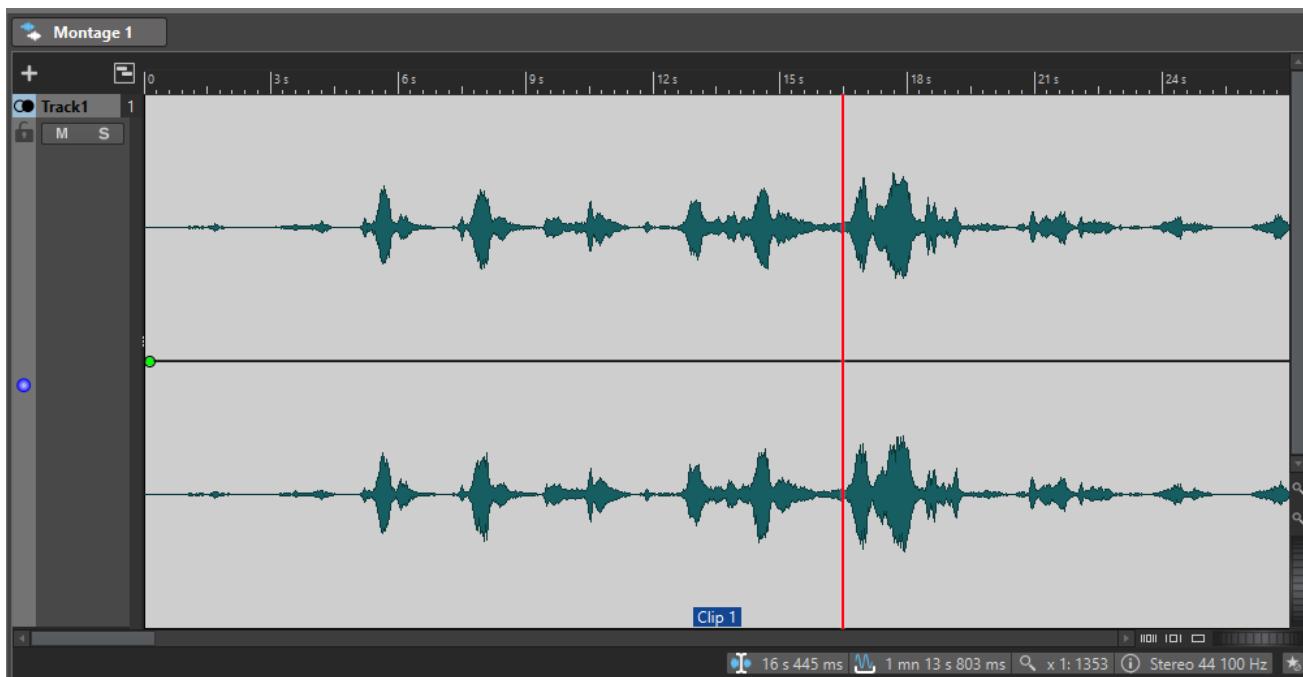 Montage 1
0 3 s 6 s 9 s 12 s 15 s 18 s 21 s 24 s
Track1 1
M S
Clip 1
16 s 445 ms 1 mn 13 s 803 ms x 1: 1353 Stereo 44 100 Hz